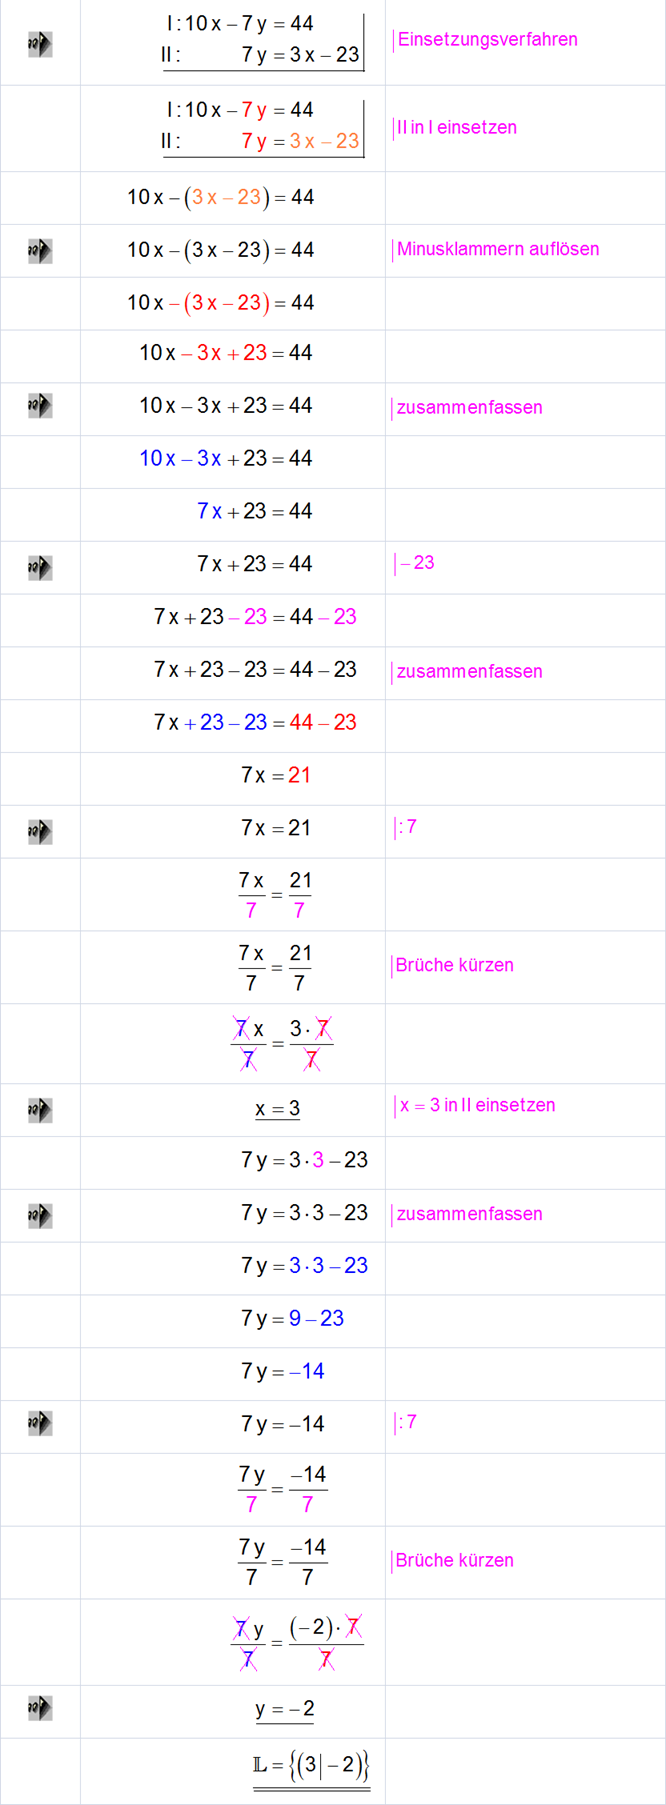 I: 10x − 7y = 44
II: 7y = 3x − 23
|Einsetzungsverfahren
I: 10x − 7y = 44
II: 7y = 3x − 23
|II in I einsetzen
10x − (3x − 23) = 44
10x − (3x − 23) = 44 |Minusklammern auflösen
10x − (3x − 23) = 44
10x − 3x + 23 = 44
10x − 3x + 23 = 44 |zusammenfassen
10x − 3x + 23 = 44
7x + 23 = 44
7x + 23 = 44 |− 23
7x + 23 − 23 = 44 − 23
7x + 23 − 23 = 44 − 23 |zusammenfassen
7x + 23 − 23 = 44 − 23
7x = 21
7x = 21 |: 7
7x/7 = 21/7
7x/7 = 21/7 |Brüche kürzen
7x/7 = 3 · 7/7
x = 3 |x = 3 in II einsetzen
7y = 3 · 3 − 23
7y = 3 · 3 − 23 |zusammenfassen
7y = 3 · 3 − 23
7y = 9 − 23
7y = −14
7y = −14 |: 7
7y/7 = −14/7
7y/7 = −14/7 |Brüche kürzen
7y/7 = (−2) · 7/7
y = −2
𝕃 = {(3|−2)}